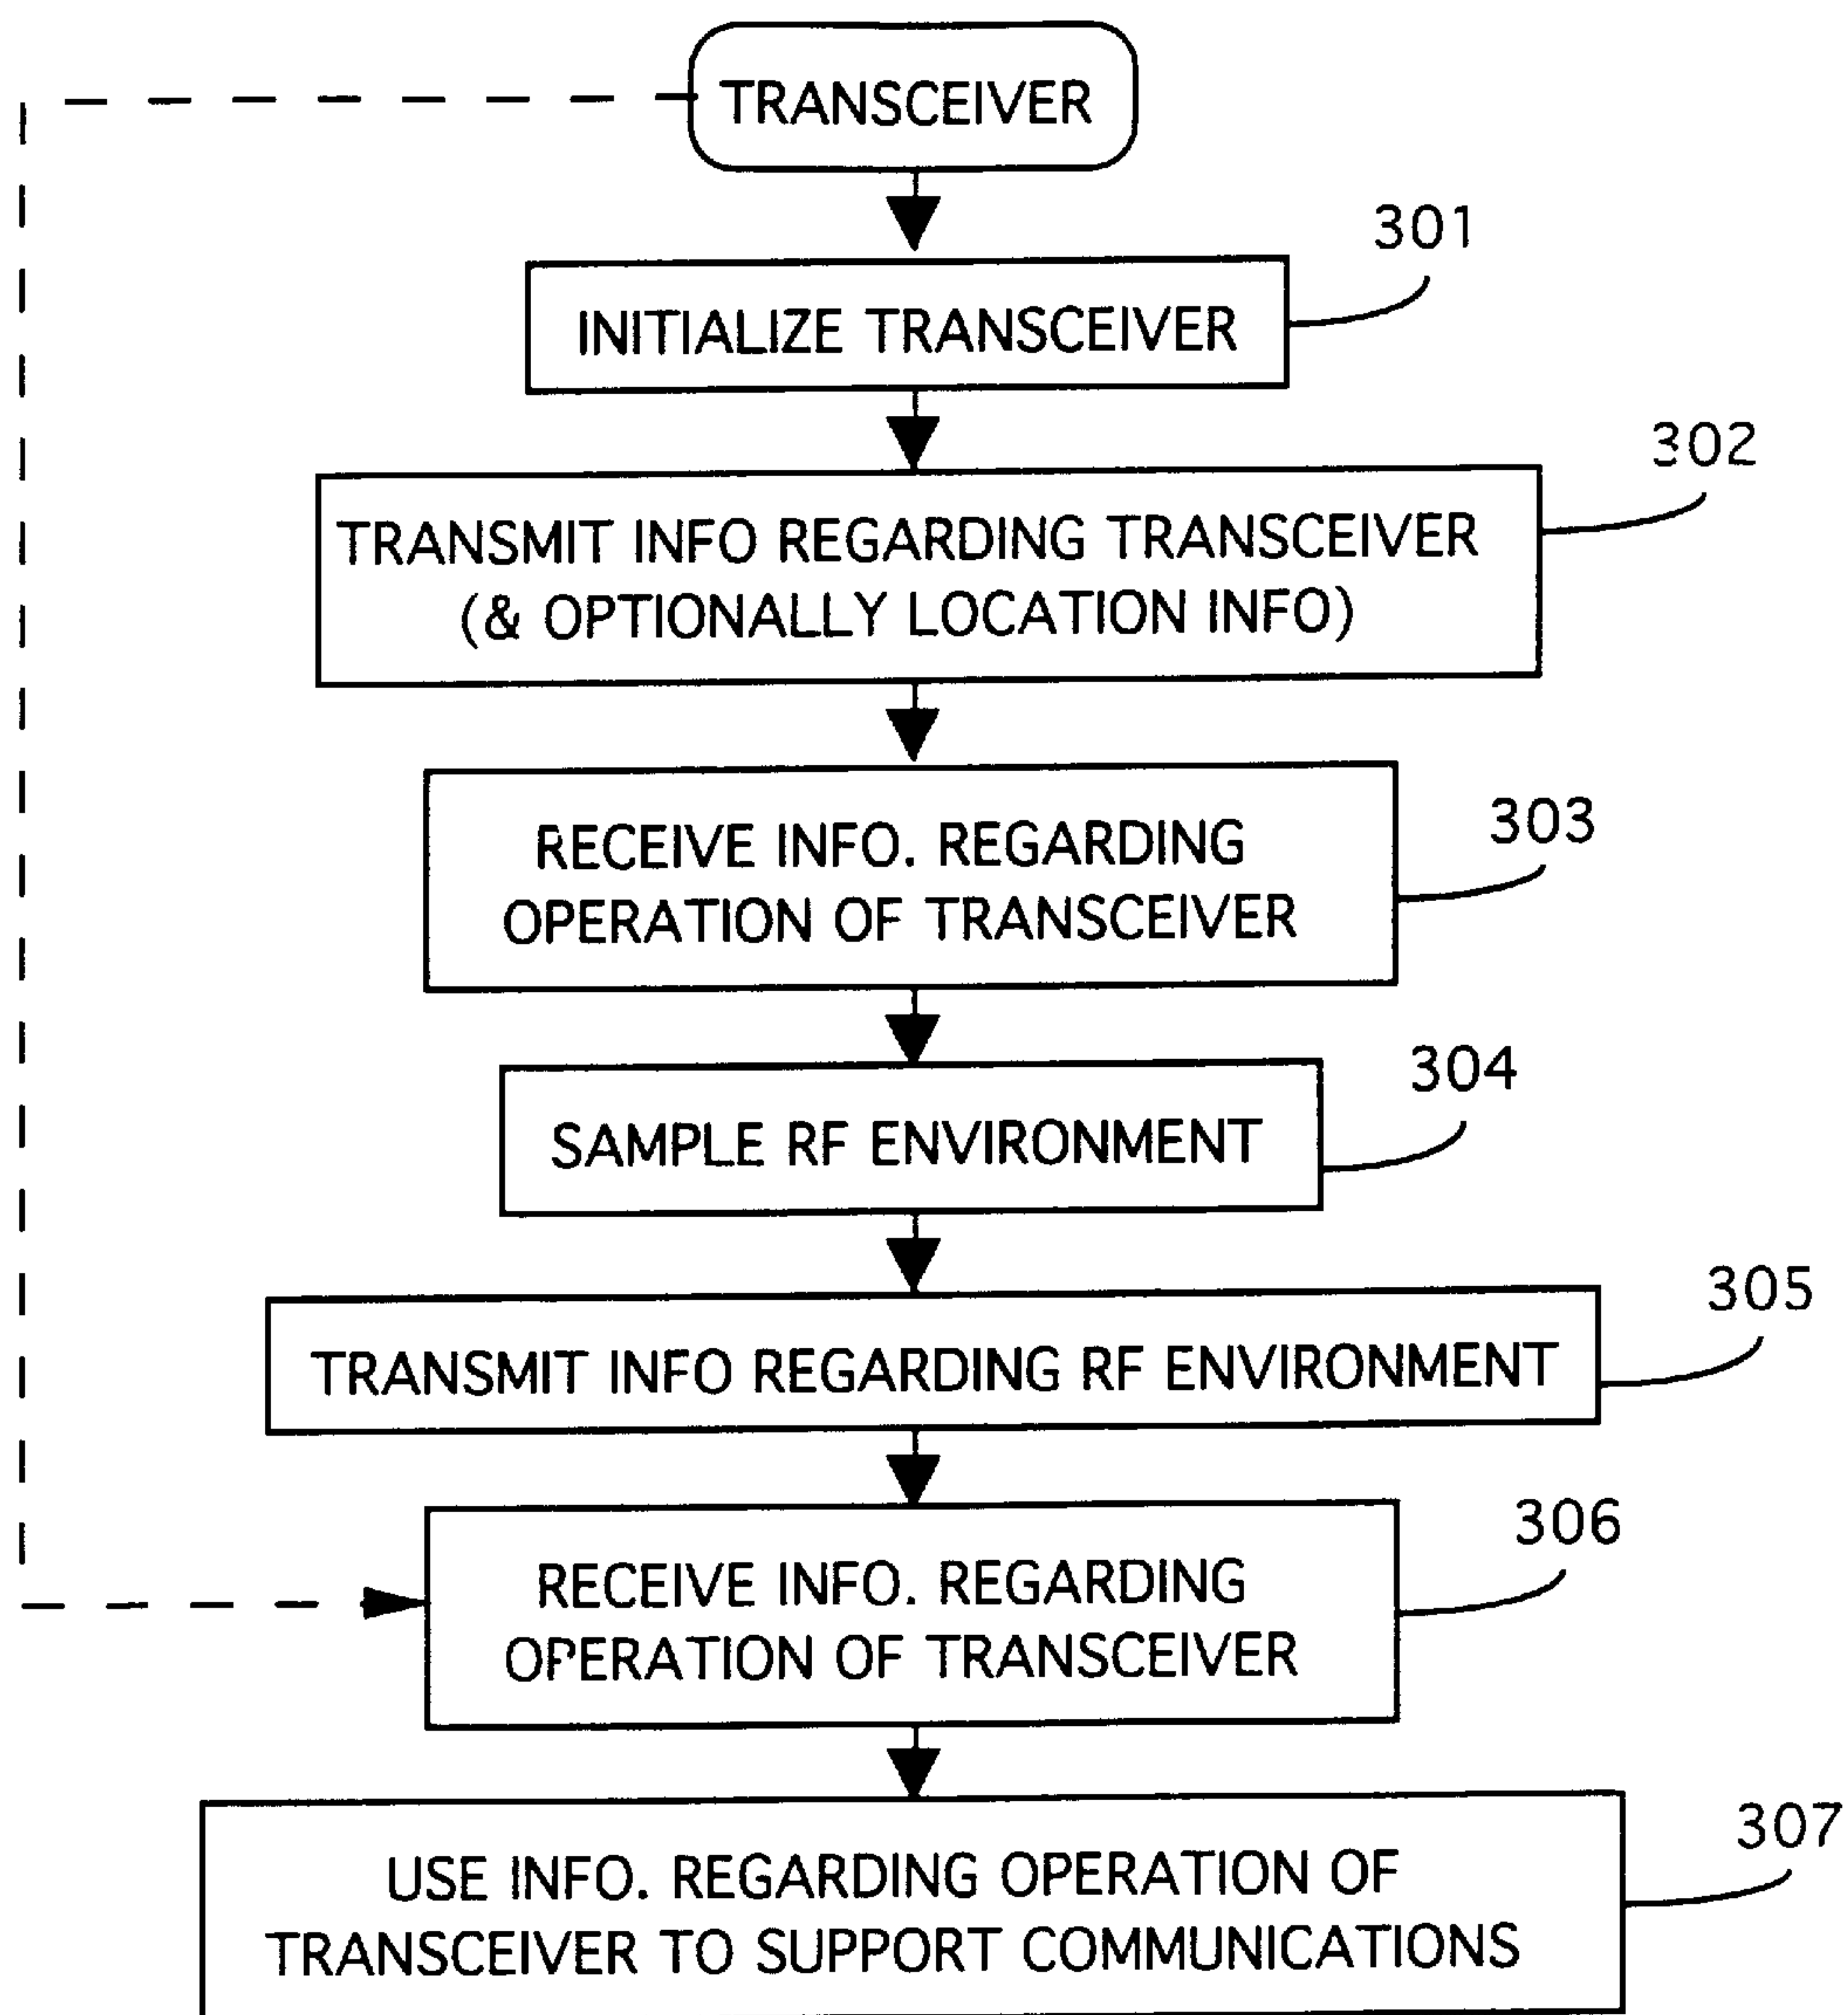 TRANSCEIVER
301
INITIALIZE TRANSCEIVER
302
TRANSMIT INFO REGARDING TRANSCEIVER
(& OPTIONALLY LOCATION INFO)
303
RECEIVE INFO. REGARDING
OPERATION OF TRANSCEIVER
304
SAMPLE RF ENVIRONMENT
305
TRANSMIT INFO REGARDING RF ENVIRONMENT
306
RECEIVE INFO. REGARDING
OPERATION OF TRANSCEIVER
307
USE INFO. REGARDING OPERATION OF
TRANSCEIVER TO SUPPORT COMMUNICATIONS